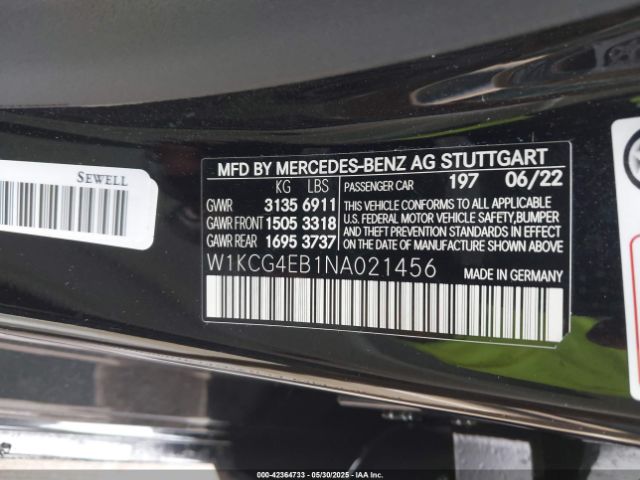 SEWELL
MFD BY MERCEDES-BENZ AG STUTTGART
KG LBS PASSENGER CAR 197 06/22
GVWR 3135 6911
GAWR FRONT 1505 3318
GAWR REAR 1695 3737
THIS VEHICLE CONFORMS TO ALL APPLICABLE
U.S. FEDERAL MOTOR VEHICLE SAFETY, BUMPER
AND THEFT PREVENTION STANDARDS IN EFFECT
ON THE DATE OF MANUFACTURE SHOWN ABOVE.
W1KCG4EB1NA021456
MADE IN GERMANY
00-42364733 - 05/30/2025 - COPYRIGHT IAA